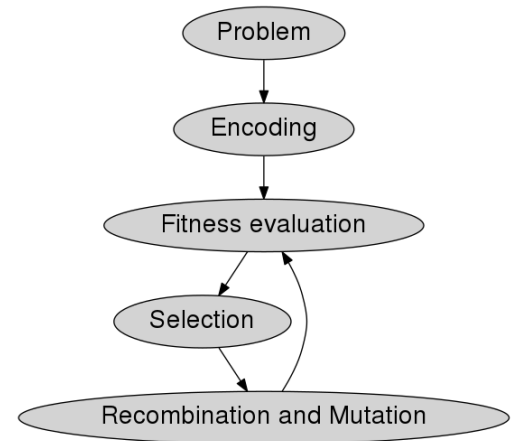 Problem
Encoding
Fitness evaluation
Selection
Recombination and Mutation